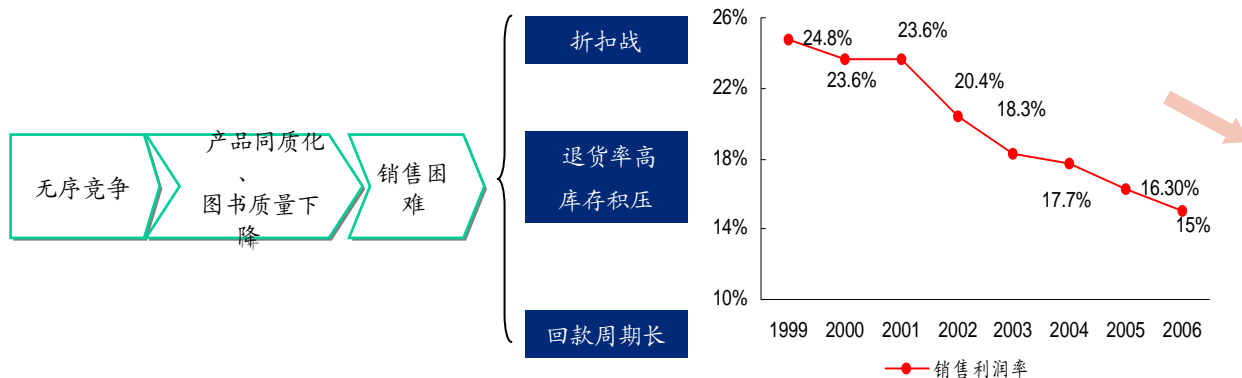 无序竞争
产品同质化
、
图书质量下
降
销售困
难
折扣战
退货率高
库存积压
回款周期长
26%
22%
18%
14%
10%
24.8%
23.6%
23.6%
20.4%
18.3%
17.7%
16.30%
15%
1999 2000 2001 2002 2003 2004 2005 2006
销售利润率